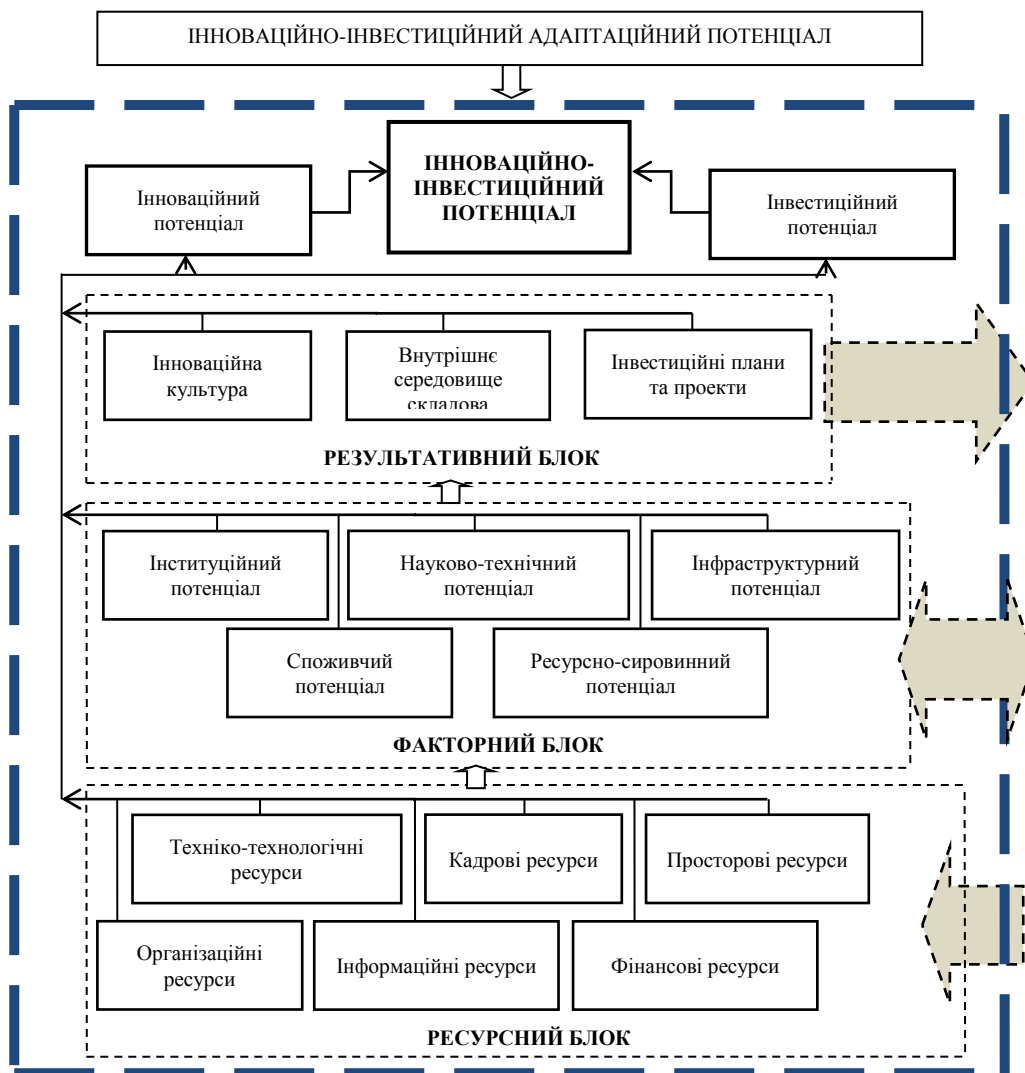 ІННОВАЦІЙНО-ІНВЕСТИЦІЙНИЙ АДАПТАЦІЙНИЙ ПОТЕНЦІАЛ
ІННОВАЦІЙНО-
ІНВЕСТИЦІЙНИЙ
ПОТЕНЦІАЛ
Інноваційний
потенціал
Інвестиційний
потенціал
Інноваційна
культура
Внутрішнє
середовище
складова
Інвестиційні плани
та проекти
РЕЗУЛЬТАТИВНИЙ БЛОК
Інституційний
потенціал
Науково-технічний
потенціал
Інфраструктурний
потенціал
Споживчий
потенціал
Ресурсно-сировинний
потенціал
ФАКТОРНИЙ БЛОК
Техніко-технологічні
ресурси
Кадрові ресурси
Просторові ресурси
Організаційні
ресурси
Інформаційні ресурси
Фінансові ресурси
РЕСУРСНИЙ БЛОК